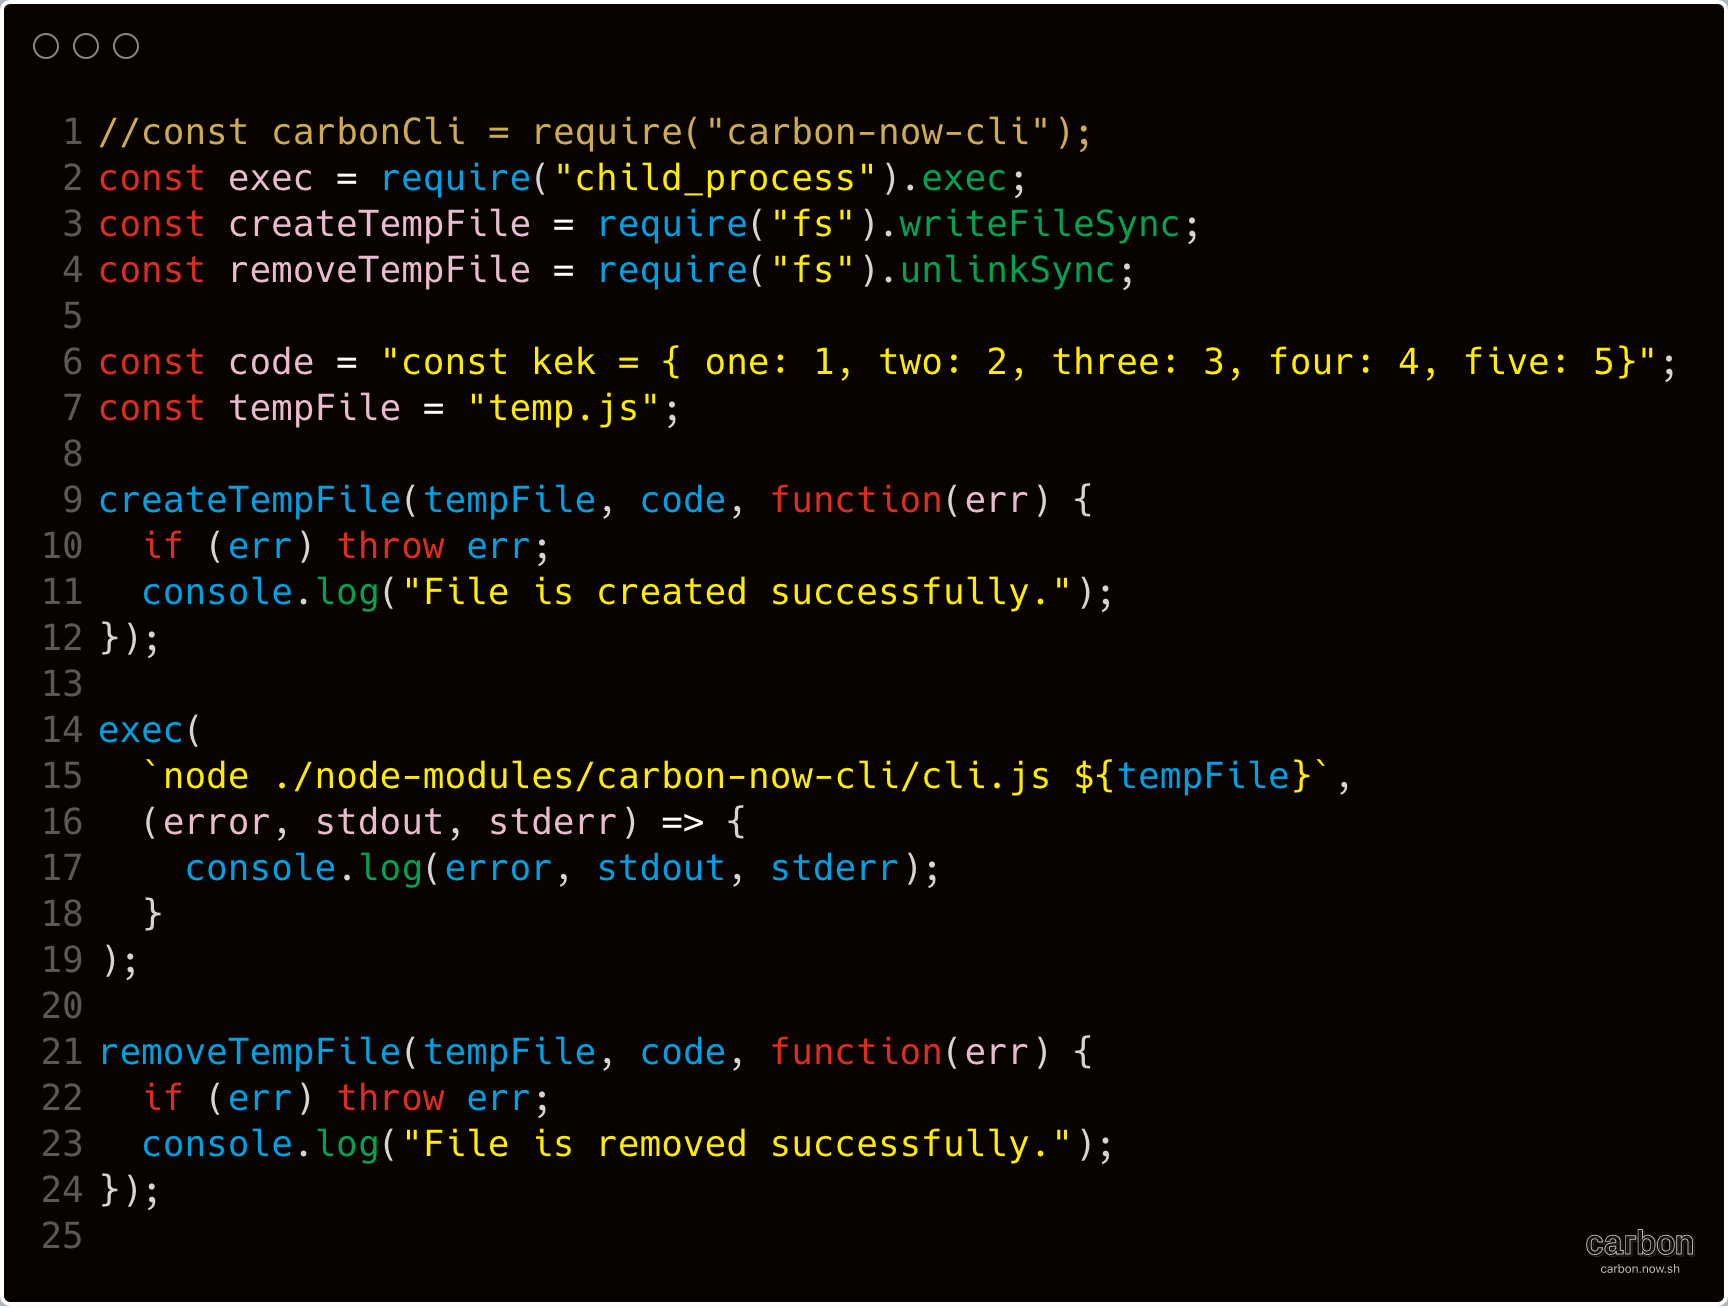 1 //const carbonCli = require("carbon-now-cli");
2 const exec = require("child_process").exec;
3 const createTempFile = require("fs").writeFileSync;
4 const removeTempFile = require("fs").unlinkSync;
5
6 const code = "const kek = { one: 1, two: 2, three: 3, four: 4, five: 5}";
7 const tempFile = "temp.js";
8
9 createTempFile(tempFile, code, function(err) {
10   if (err) throw err;
11   console.log("File is created successfully.");
12 });
13
14 exec(
15   `node ./node-modules/carbon-now-cli/cli.js ${tempFile}`,
16   (error, stdout, stderr) => {
17     console.log(error, stdout, stderr);
18   }
19 );
20
21 removeTempFile(tempFile, code, function(err) {
22   if (err) throw err;
23   console.log("File is removed successfully.");
24 });
25
carbon
carbon.now.sh